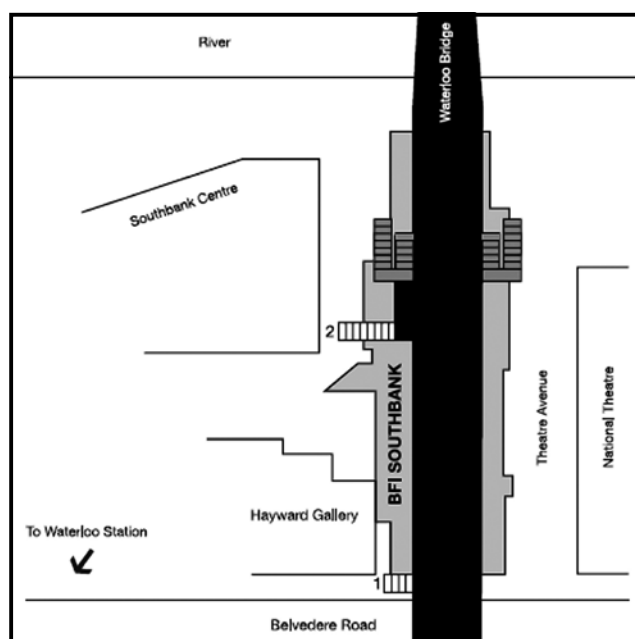 River
Waterloo Bridge
Southbank Centre
2
BFI SOUTHBANK
Theatre Avenue
National Theatre
Hayward Gallery
To Waterloo Station
1
Belvedere Road